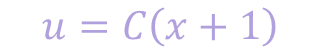 u = C(x + 1)